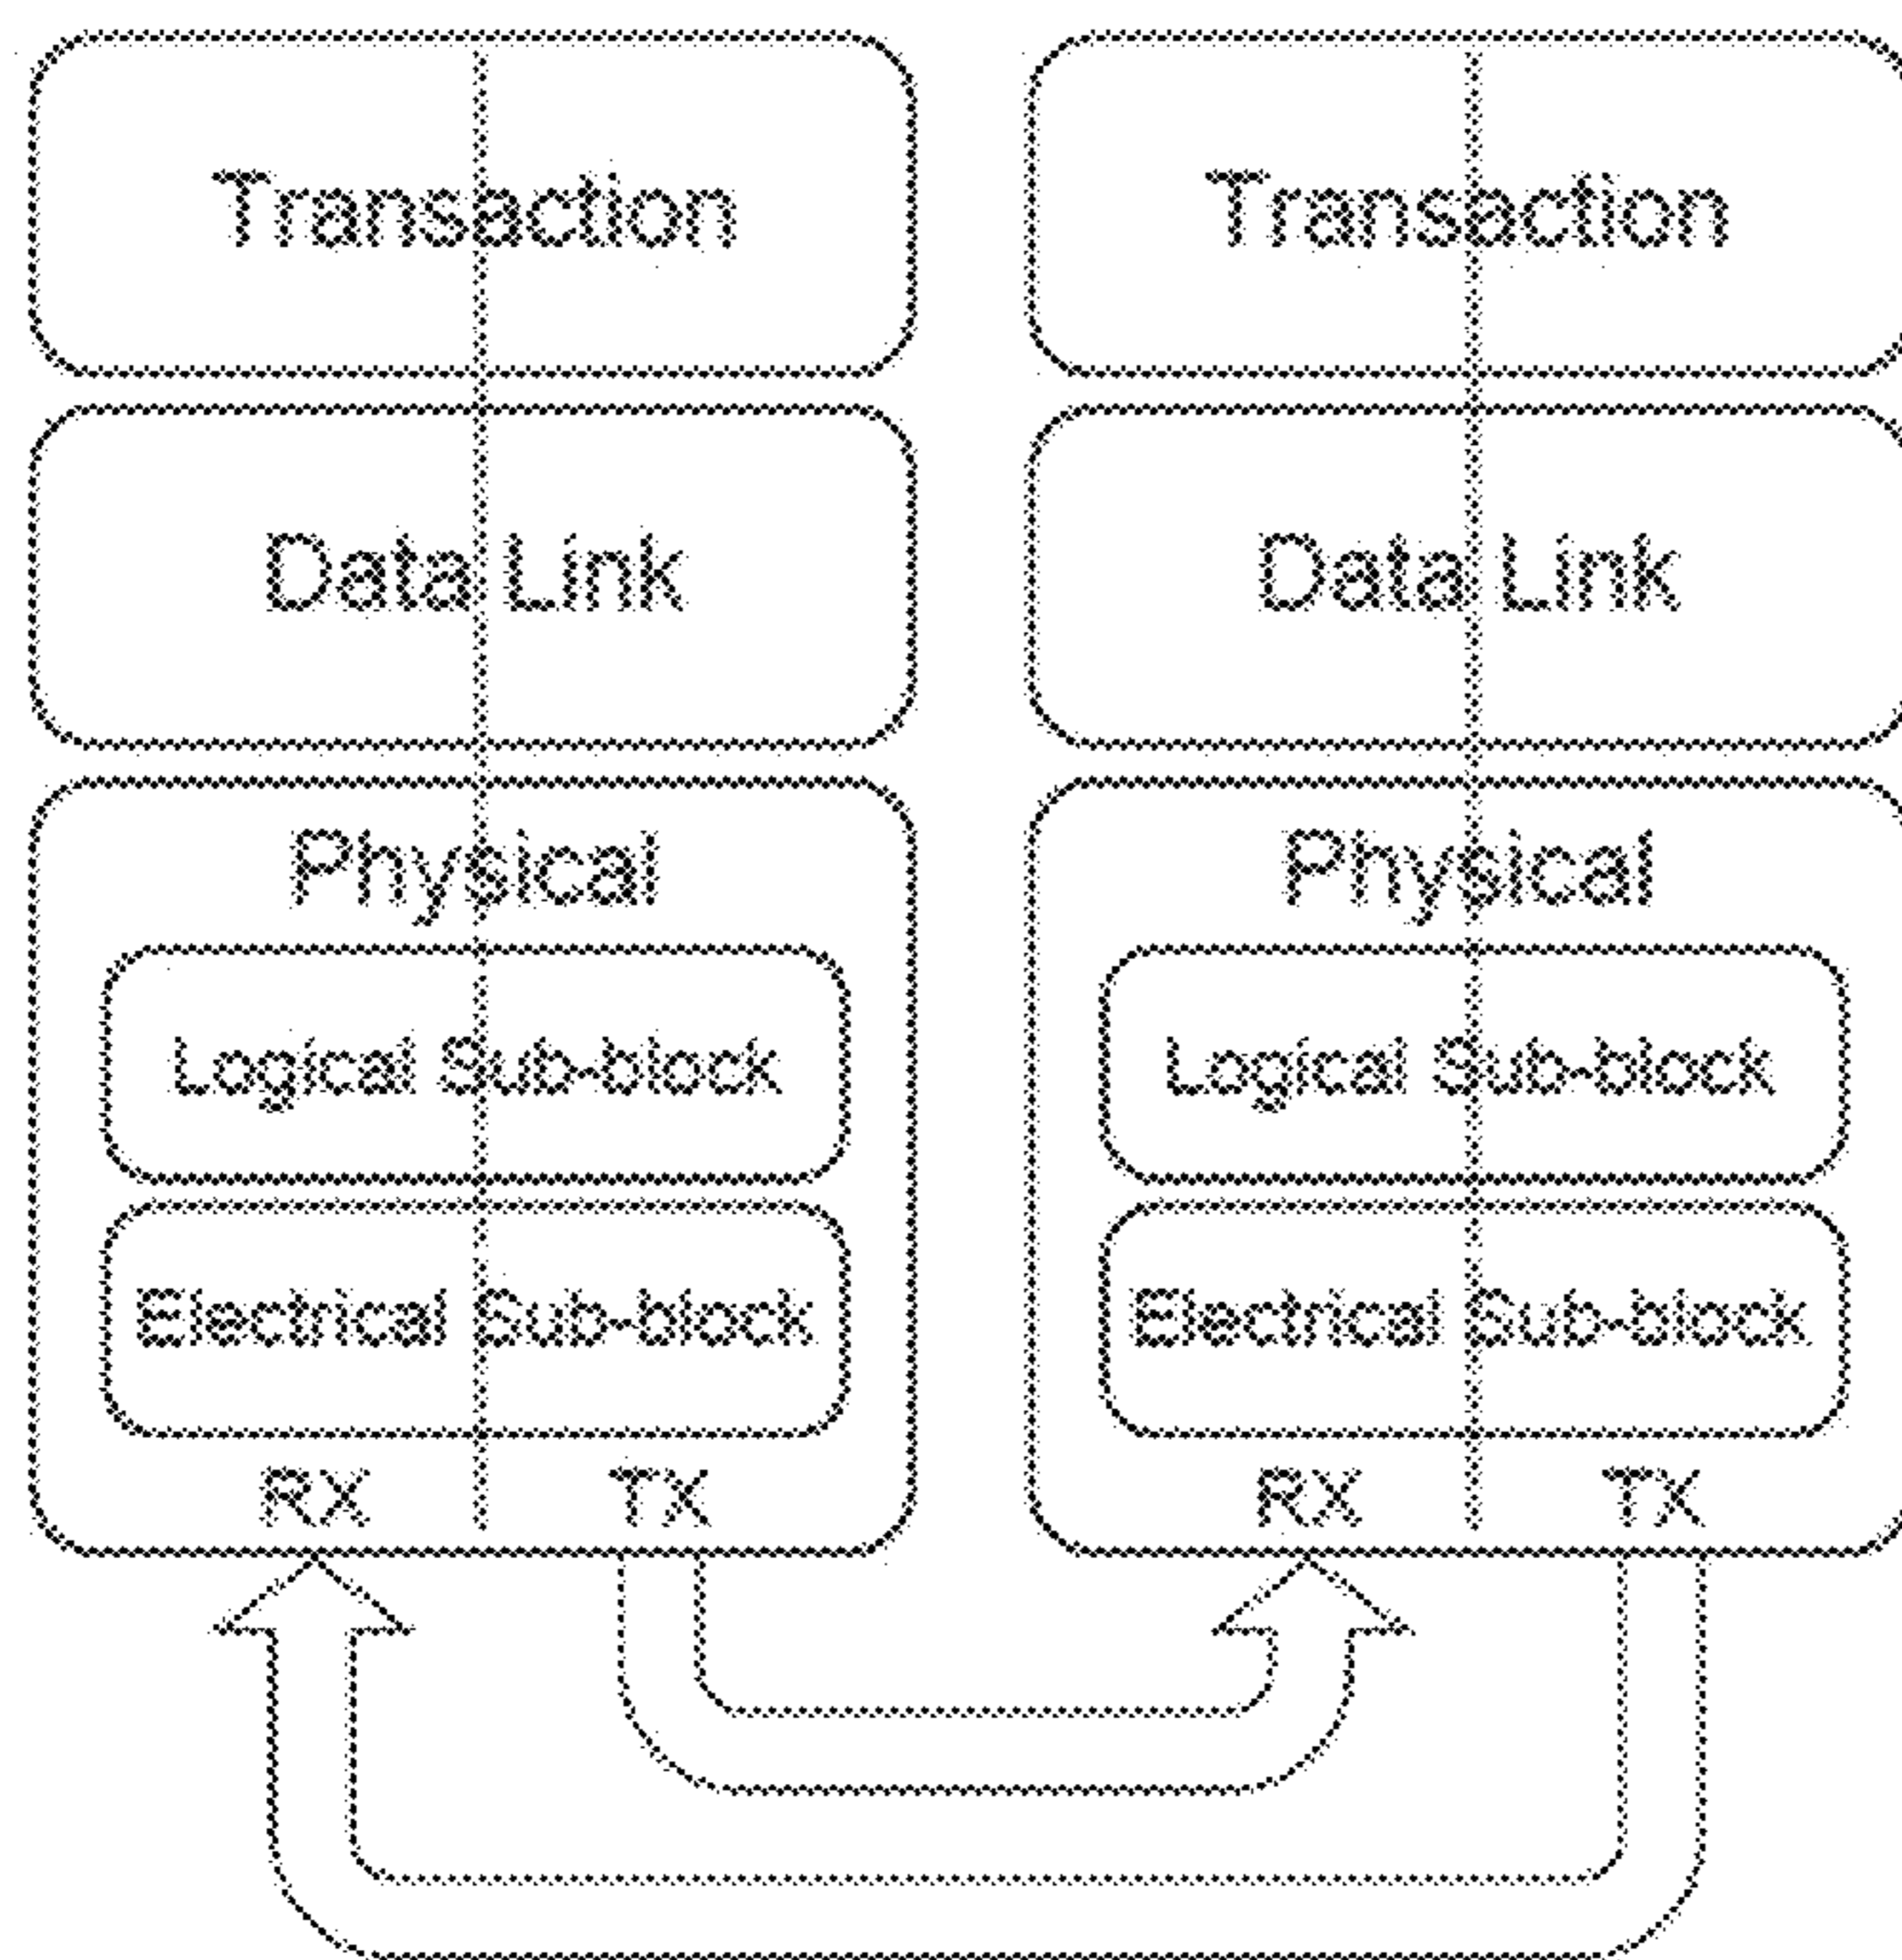 Transaction
Data Link
Physical
Logical Sub-block
Electrical Sub-block
RX TX
Transaction
Data Link
Physical
Logical Sub-block
Electrical Sub-block
RX TX